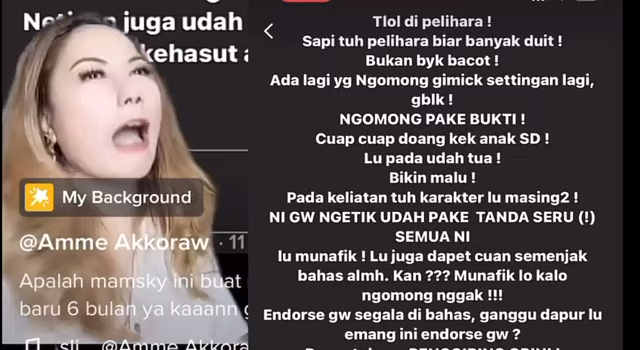 juga udah
kehasut
My Background
@Amme Akkoraw · 11
Apalah mamsky ini buat
baru 6 bulan ya kaaann
@Amme Akkora
Tlol di pelihara !
Sapi tuh pelihara biar banyak duit !
Bukan byk bacot !
Ada lagi yg Ngomong gimick settingan lagi,
gblk !
NGOMONG PAKE BUKTI !
Cuap cuap doang kek anak SD !
Lu pada udah tua !
Bikin malu !
Pada keliatan tuh karakter lu masing2 !
NI GW NGETIK UDAH PAKE TANDA SERU (!)
SEMUA NI
lu munafik ! Lu juga dapet cuan semenjak
bahas almh. Kan ??? Munafik lo kalo
ngomong nggak !!!
Endorse gw segala di bahas, ganggu dapur lu
emang ini endorse gw ?